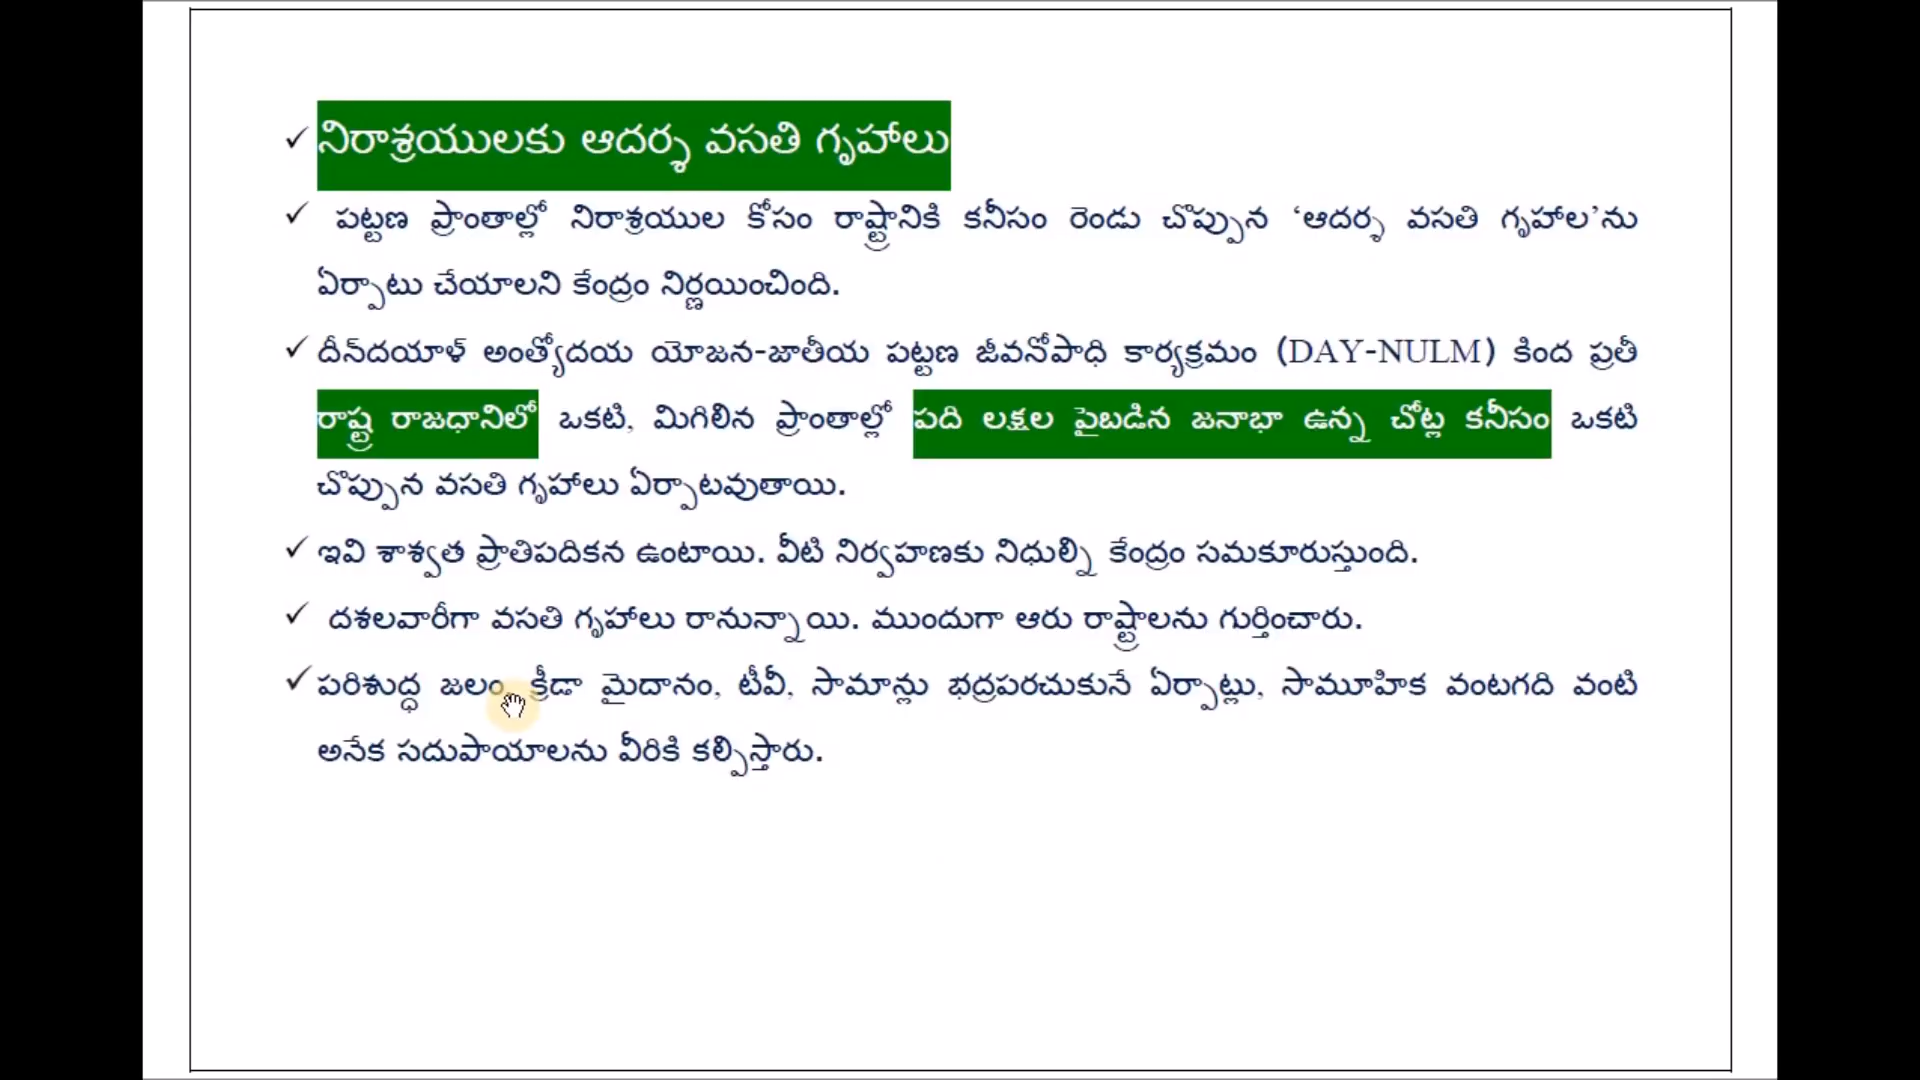 ✓ నిరాశ్రయులకు ఆదర్శ వసతి గృహాలు
✓ పట్టణ ప్రాంతాల్లో నిరాశ్రయుల కోసం రాష్ట్రానికి కనీసం రెండు చొప్పున ‘ఆదర్శ వసతి గృహాల’ను
ఏర్పాటు చేయాలని కేంద్రం నిర్ణయించింది.
✓ దీన్‌దయాళ్ అంత్యోదయ యోజన-జాతీయ పట్టణ జీవనోపాధి కార్యక్రమం (DAY-NULM) కింద ప్రతీ
రాష్ట్ర రాజధానిలో ఒకటి, మిగిలిన ప్రాంతాల్లో పది లక్షల పైబడిన జనాభా ఉన్న చోట్ల కనీసం ఒకటి
చొప్పున వసతి గృహాలు ఏర్పాటవుతాయి.
✓ ఇవి శాశ్వత ప్రాతిపదికన ఉంటాయి. వీటి నిర్వహణకు నిధుల్ని కేంద్రం సమకూరుస్తుంది.
✓ దశలవారీగా వసతి గృహాలు రానున్నాయి. ముందుగా ఆరు రాష్ట్రాలను గుర్తించారు.
✓ పరిశుద్ధ జలం, క్రీడా మైదానం, టీవీ, సామాన్లు భద్రపరచుకునే ఏర్పాట్లు, సామూహిక వంటగది వంటి
అనేక సదుపాయాలను వీరికి కల్పిస్తారు.